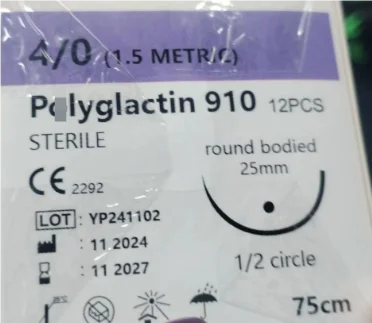 4/0 (1.5 METRIC)
Polyglactin 910 12PCS
STERILE
round bodied
25mm
CE 2292
LOT : YP241102
: 11 2024
: 11 2027
1/2 circle
75cm